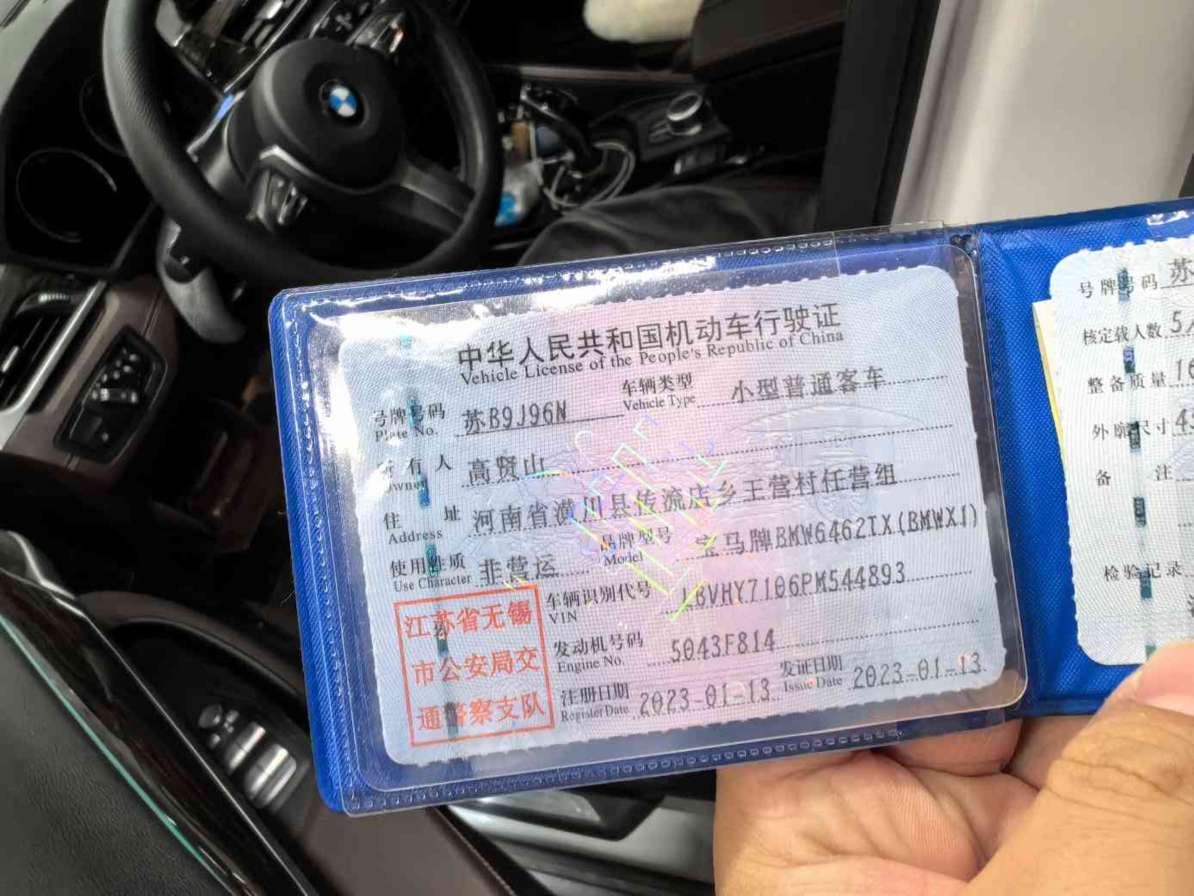 中华人民共和国机动车行驶证
Vehicle License of the People's Republic of China
号牌号码 苏B9J96N 车辆类型 小型普通客车
Plate No. Vehicle Type
所有人 高贤山
Owner
住址 河南省潢川县传流店乡王营村任营组
Address
使用性质 非营运 品牌型号 宝马牌BMW6462IX(BMWX1)
Use Character Model
车辆识别代号 LBVHY7106PM544893
VIN
发动机号码 5043F814
Engine No.
注册日期 2023-01-13 发证日期 2023-01-13
Register Date Issue Date
江苏省无锡
市公安局交
通警察支队
号牌号码 苏
核定载人数 5人
整备质量
外廓尺寸
备注
检验记录